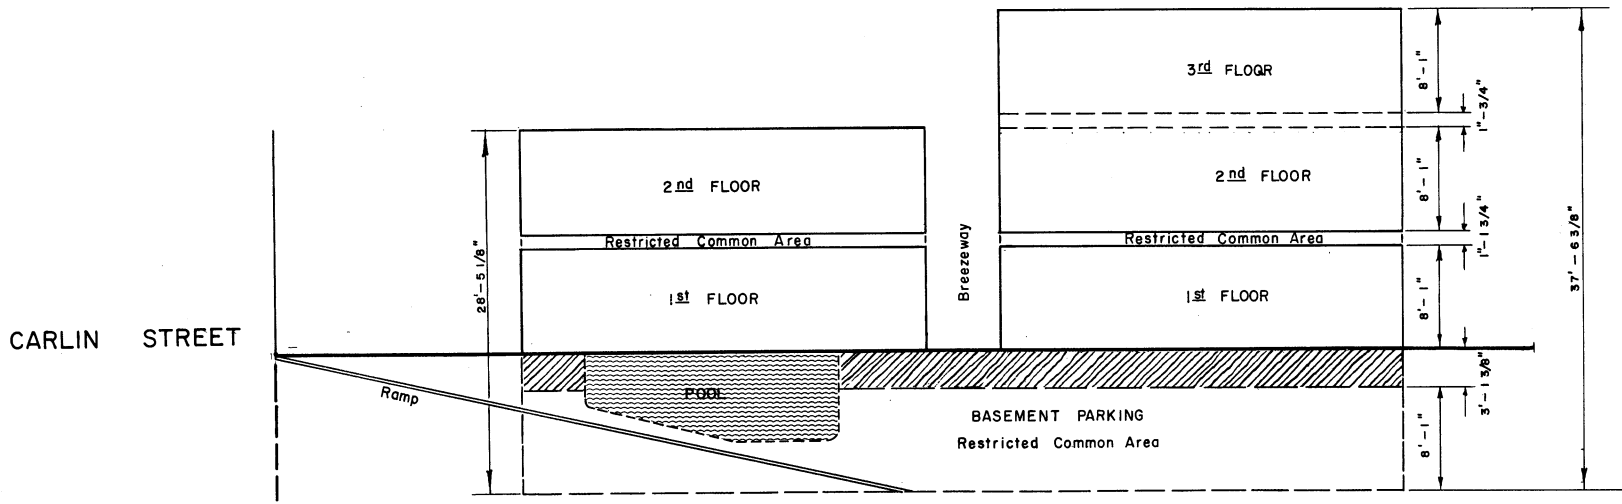 3rd FLOOR
8'-1"
1"-3/4"
2nd FLOOR
2nd FLOOR
8'-1"
Restricted Common Area
Restricted Common Area
1"-1 3/4"
28'-5 1/8"
37'-6 3/8"
Breezeway
1st FLOOR
1st FLOOR
8'-1"
CARLIN STREET
Ramp
POOL
3'-1 3/8"
BASEMENT PARKING
Restricted Common Area
8'-1"